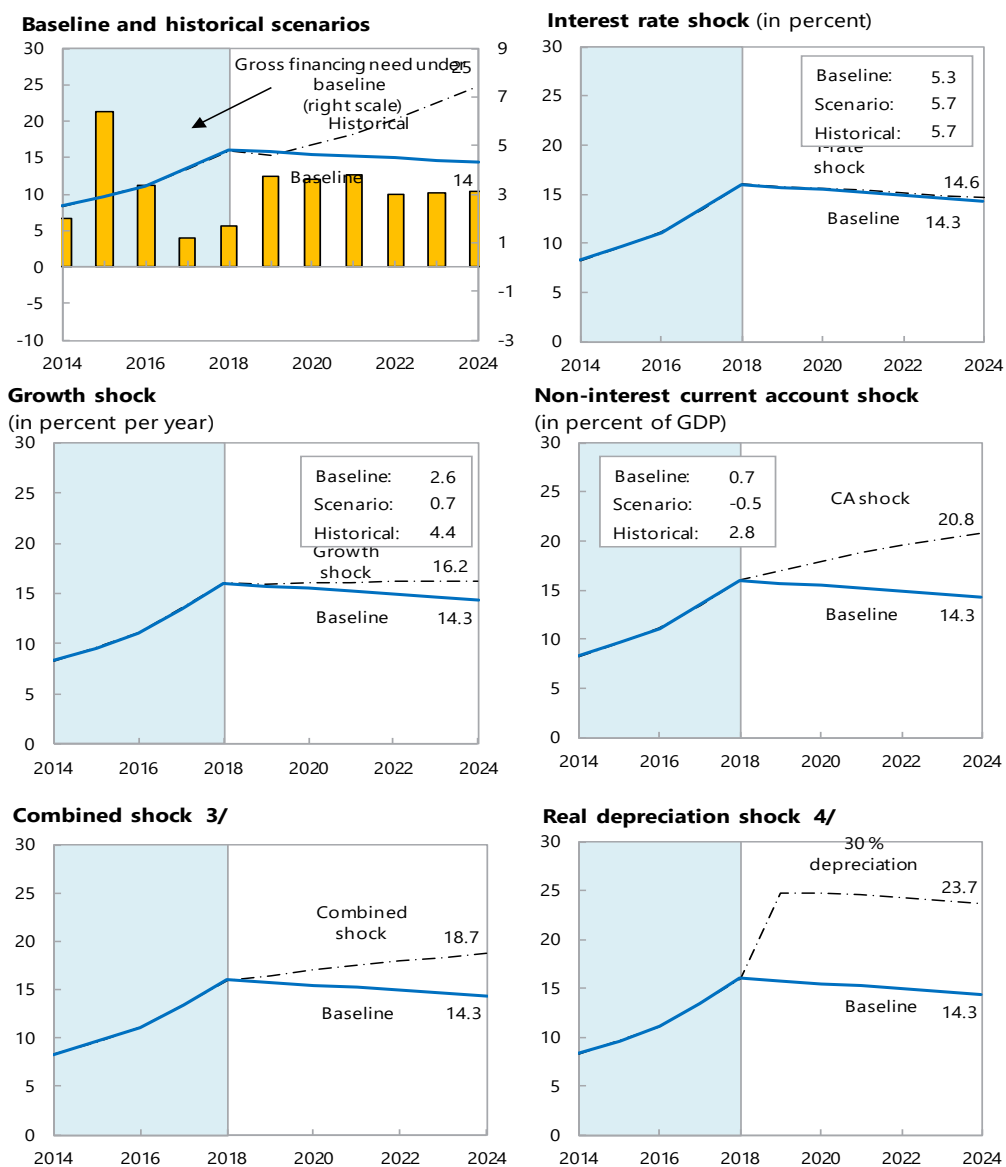 Baseline and historical scenarios
30
25
20
15
10
5
0
-5
-10
9
7
5
3
1
-1
-3
Gross financing need under
baseline
(right scale)
25
Historical
Baseline
14
2014 2016 2018 2020 2022 2024
Interest rate shock (in percent)
30
25
20
15
10
5
0
Baseline: 5.3
Scenario: 5.7
Historical: 5.7
shock
14.6
Baseline
14.3
2014 2016 2018 2020 2022 2024
Growth shock
(in percent per year)
30
25
20
15
10
5
0
Baseline: 2.6
Scenario: 0.7
Historical: 4.4
Growth
shock
16.2
Baseline
14.3
2014 2016 2018 2020 2022 2024
Non-interest current account shock
(in percent of GDP)
30
25
20
15
10
5
0
Baseline: 0.7
Scenario: -0.5
Historical: 2.8
CA shock
20.8
Baseline
14.3
2014 2016 2018 2020 2022 2024
Combined shock 3/
30
25
20
15
10
5
0
Combined
shock
18.7
Baseline
14.3
2014 2016 2018 2020 2022 2024
Real depreciation shock 4/
30
25
20
15
10
5
0
30 %
depreciation
23.7
Baseline
14.3
2014 2016 2018 2020 2022 2024